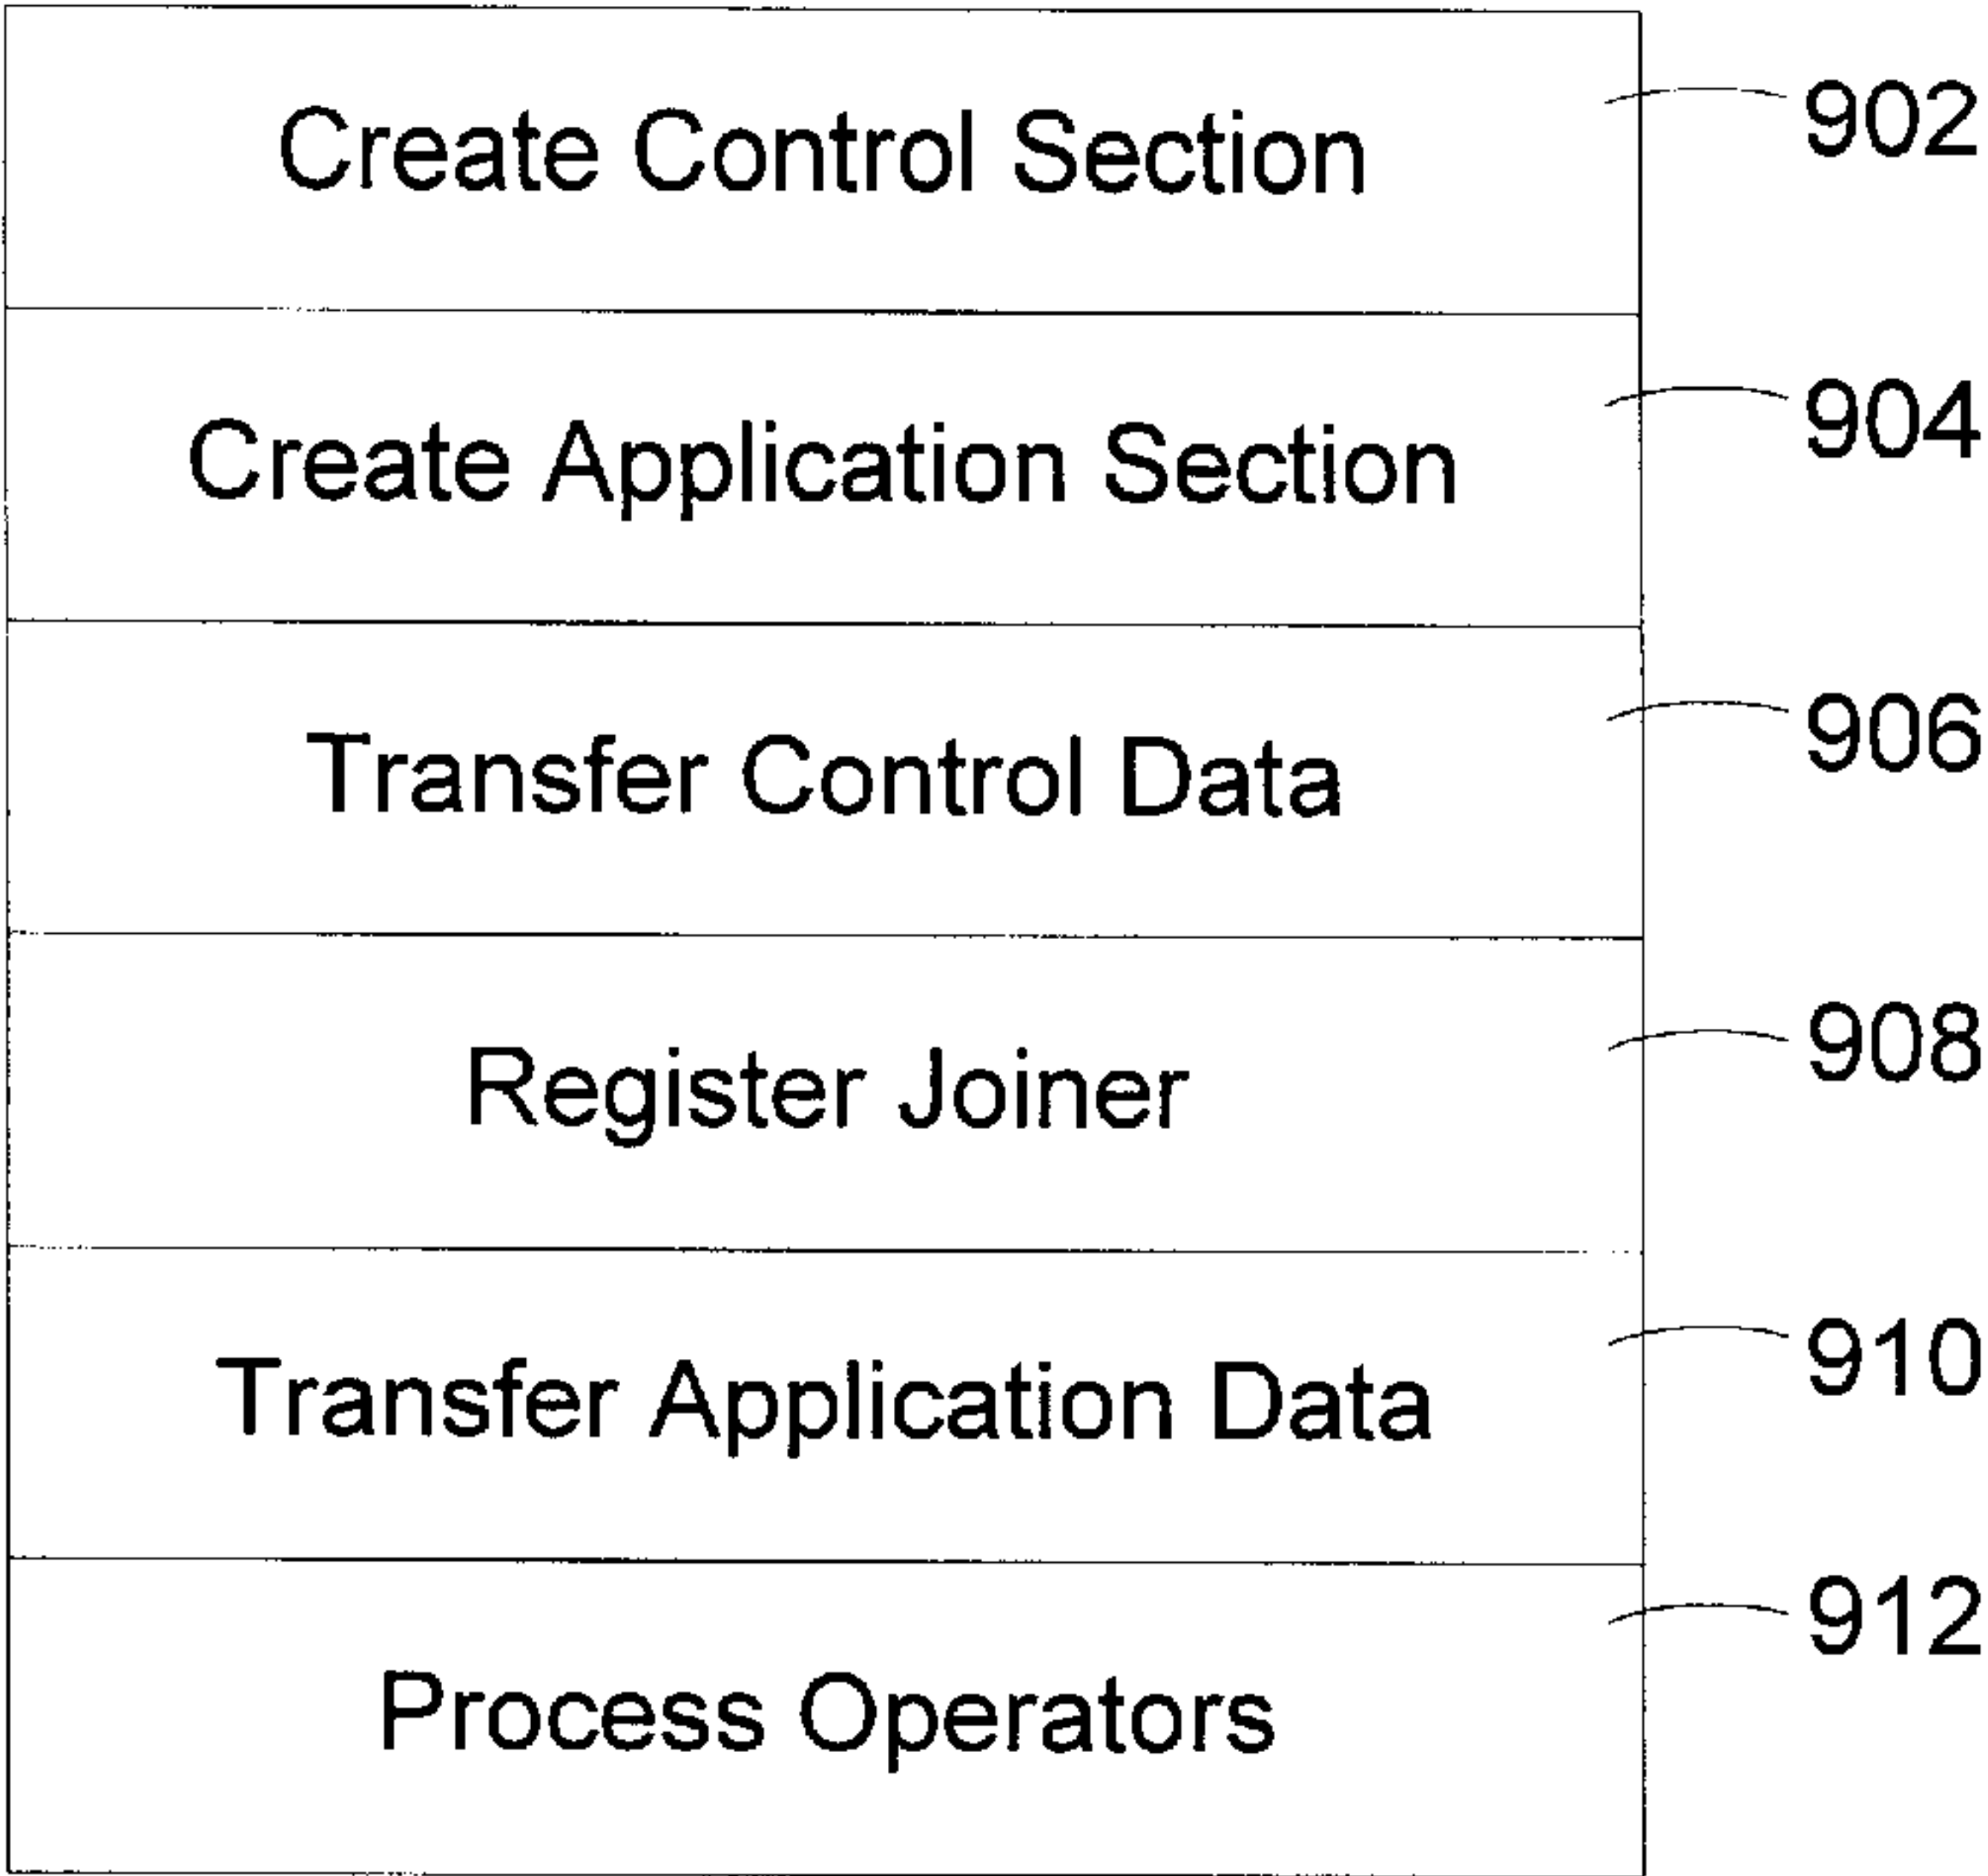 Create Control Section 902
Create Application Section 904
Transfer Control Data 906
Register Joiner 908
Transfer Application Data 910
Process Operators 912